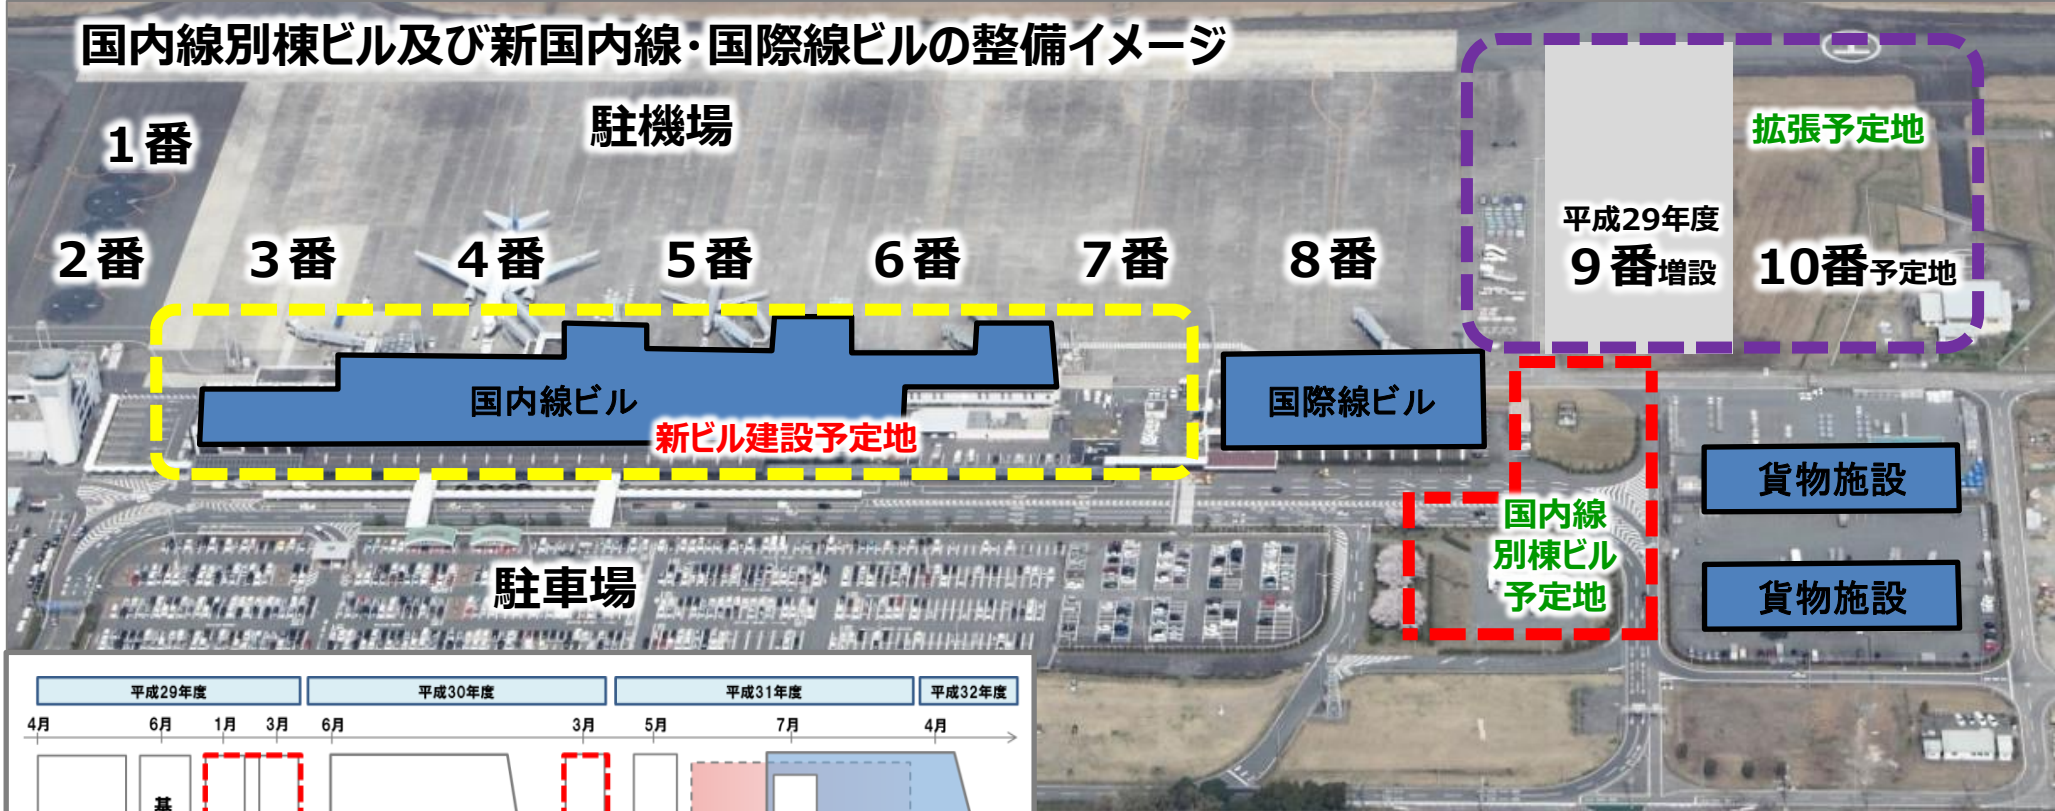 国内線別棟ビル及び新国内線・国際線ビルの整備イメージ
駐機場
1番
拡張予定地
平成29年度
2番
3番
4番
5番
6番
7番
8番
9番増設
10番予定地
国内線ビル
国際線ビル
新ビル建設予定地
貨物施設
国内線
別棟ビル
予定地
駐車場
貨物施設
平成29年度
平成30年度
平成31年度
平成32年度
4月
6月
1月
3月
6月
3月
5月
7月
4月
基